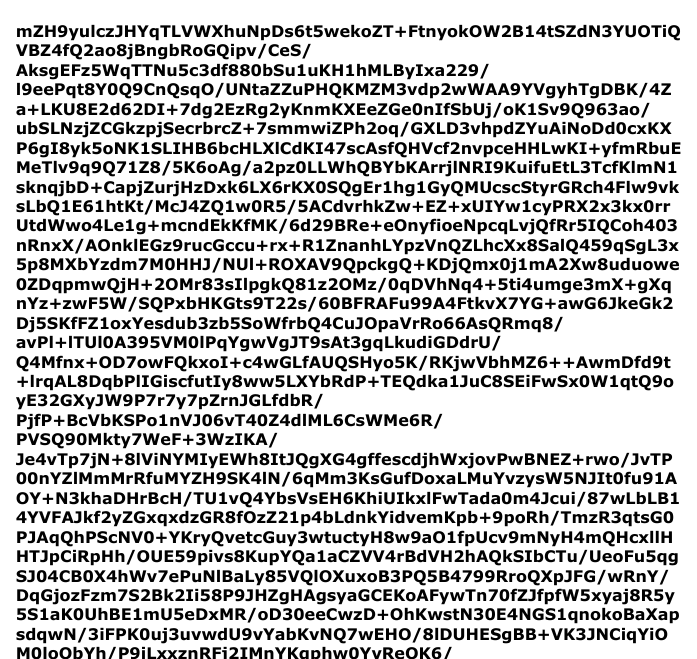 mZH9yulczJHYqTLVWXhuNpDs6t5wekoZT+FtnyokOW2B14tSZdN3YUOTiQ
VBZ4fQ2ao8jBngbRoGQipv/CeS/
AksgEFz5WqTTNu5c3df880bSu1uKH1hMLByIxa229/
l9eePqt8Y0Q9CnQsqO/UNtaZZuPHQKMZM3vdp2wWAA9YVgyhTgDBK/4Z
a+LKU8E2d62DI+7dg2EzRg2yKnmKXEeZGe0nIfSbUj/oK1Sv9Q963ao/
ubSLNzjZCGkzpjSecrbrcZ+7smmwiZPh2oq/GXLD3vhpdZYuAiNoDd0cxKX
P6gI8yk5oNK1SLIHB6bcHLXlCdKI47scAsfQHVcf2nvpceHHLwKI+yfmRbuE
MeTlv9q9Q71Z8/5K6oAg/a2pz0LLWhQBYbKArrjlNRI9KuifuEtL3TcfKlmN1
sknqjbD+CapjZurjHzDxk6LX6rKX0SQgEr1hg1GyQMUcscStyrGRch4Flw9vk
sLbQ1E61htKt/McJ4ZQ1w0R5/5ACdvrhkZw+EZ+xUIYw1cyPRX2x3kx0rr
UtdWwo4Le1g+mcndEkKfMK/6d29BRe+eOnyfioeNpcqLvjQfRr5IQCoh403
nRnxX/AOnklEGz9rucGccu+rx+R1ZnanhLYpzVnQZLhcXx8SalQ459qSgL3x
5p8MXbYzdm7M0HHJ/NUl+ROXAV9QpckgQ+KDjQmx0j1mA2Xw8uduowe
0ZDqpmwQjH+2OMr83sIlpgkQ81z2OMz/0qDVhNq4+5ti4umge3mX+gXq
nYz+zwF5W/SQPxbHKGts9T22s/60BFRAFu99A4FtkvX7YG+awG6JkeGk2
Dj5SKfFZ1oxYesdub3zb5SoWfrbQ4CuJOpaVrRo66AsQRmq8/
avPl+lTUl0A395VM0lPqYgwVgJT9sAt3gqLkudiGDdrU/
Q4Mfnx+OD7owFQkxoI+c4wGLfAUQSHyo5K/RKjwVbhMZ6++AwmDfd9t
+lrqAL8DqbPlIGiscfutIy8ww5LXYbRdP+TEQdka1JuC8SEiFwSx0W1qtQ9o
yE32GXyJW9P7r7y7pZrnJGLfdbR/
PjfP+BcVbKSPo1nVJ06vT40Z4dlML6CsWMe6R/
PVSQ90Mkty7WeF+3WzIKA/
Je4vTp7jN+8lViNYMIyEWh8ItJQgXG4gffescdjhWxjovPwBNEZ+rwo/JvTP
00nYZlMmMrRfuMYZH9SK4lN/6qMm3KsGufDoxaLMuYvzysW5NJIt0fu91A
OY+N3khaDHrBcH/TU1vQ4YbsVsEH6KhiUIkxlFwTada0m4Jcui/87wLbLB1
4YVFAJkf2yZGxqxdzGR8fOzZ21p4bLdnkYidvemKpb+9poRh/TmzR3qtsG0
PJAqQhPScNV0+YKryQvetcGuy3wtuctyH8w9aO1fpUcv9mNyH4mQHcxllH
HTJpCiRpHh/OUE59pivs8KupYQa1aCZVV4rBdVH2hAQkSIbCTu/UeoFu5qg
SJ04CB0X4hWv7ePuNlBaLy85VQlOXuxoB3PQ5B4799RroQXpJFG/wRnY/
DqGjozFzm7S2Bk2Ii58P9JHZgHAgsyaGCEKoAFywTn70fZJfpfW5xyaj8R5y
5S1aK0UhBE1mU5eDxMR/oD30eeCwzD+OhKwstN30E4NGS1qnokoBaXap
sdqwN/3iFPK0uj3uvwdU9vYabKvNQ7wEHO/8lDUHESgBB+VK3JNCiqYiO
M0loObYh/P9iLxxznRFi2IMnYKgphw0YvReOK6/